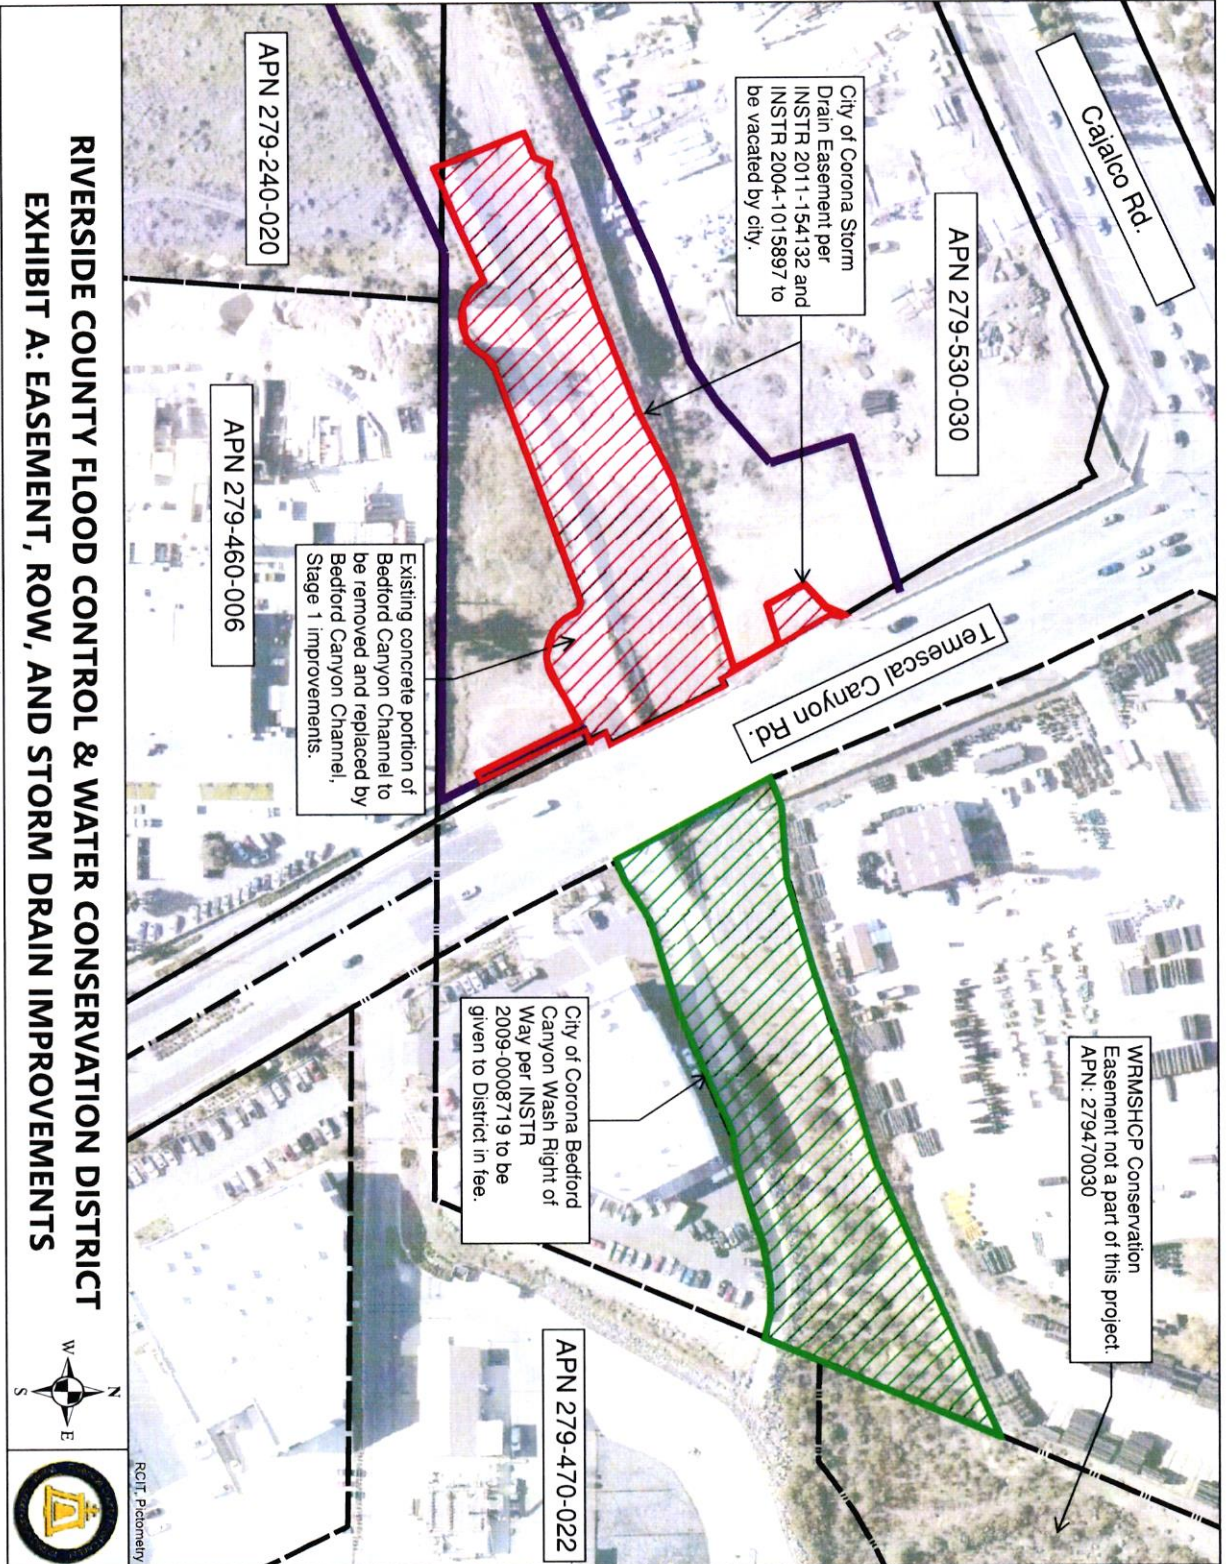 Cajalco Rd.
APN 279-530-030
City of Corona Storm
Drain Easement per
INSTR 2011-154132 and
INSTR 2004-1015897 to
be vacated by city.
APN 279-240-020
APN 279-460-006
Existing concrete portion of
Bedford Canyon Channel to
be removed and replaced by
Bedford Canyon Channel,
Stage 1 improvements.
Temescal Canyon Rd.
WRMSHCP Conservation
Easement not a part of this project.
APN: 279470030
City of Corona Bedford
Canyon Wash Right of
Way per INSTR
2009-0008719 to be
given to District in fee.
APN 279-470-022
RCIT, Pictometry
RIVERSIDE COUNTY FLOOD CONTROL & WATER CONSERVATION DISTRICT
EXHIBIT A: EASEMENT, ROW, AND STORM DRAIN IMPROVEMENTS
N
W
E
S